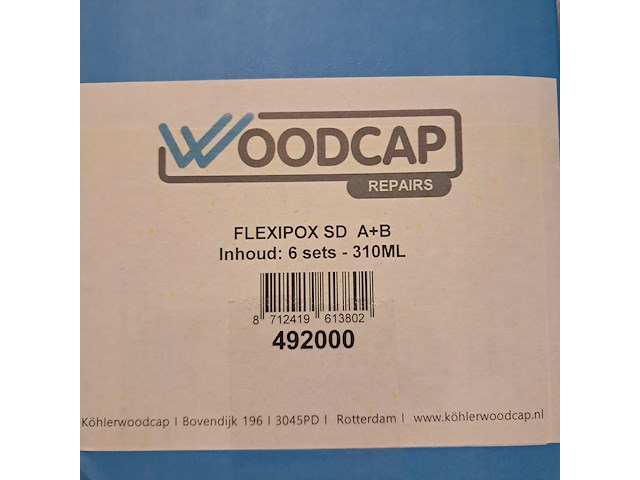 WOODCAP
REPAIRS
FLEXIPOX SD A+B
Inhoud: 6 sets - 310ML
8 712419 613802
492000
Köhlerwoodcap I Bovendijk 196 I 3045PD I Rotterdam I www.köhlerwoodcap.nl